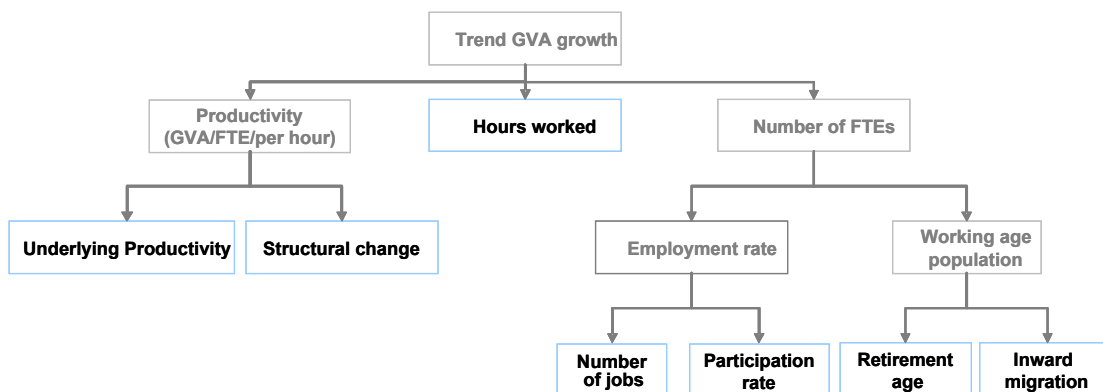 Trend GVA growth
Productivity
(GVA/FTE/per hour)
Hours worked
Number of FTEs
Underlying Productivity
Structural change
Employment rate
Working age
population
Number
of jobs
Participation
rate
Retirement
age
Inward
migration